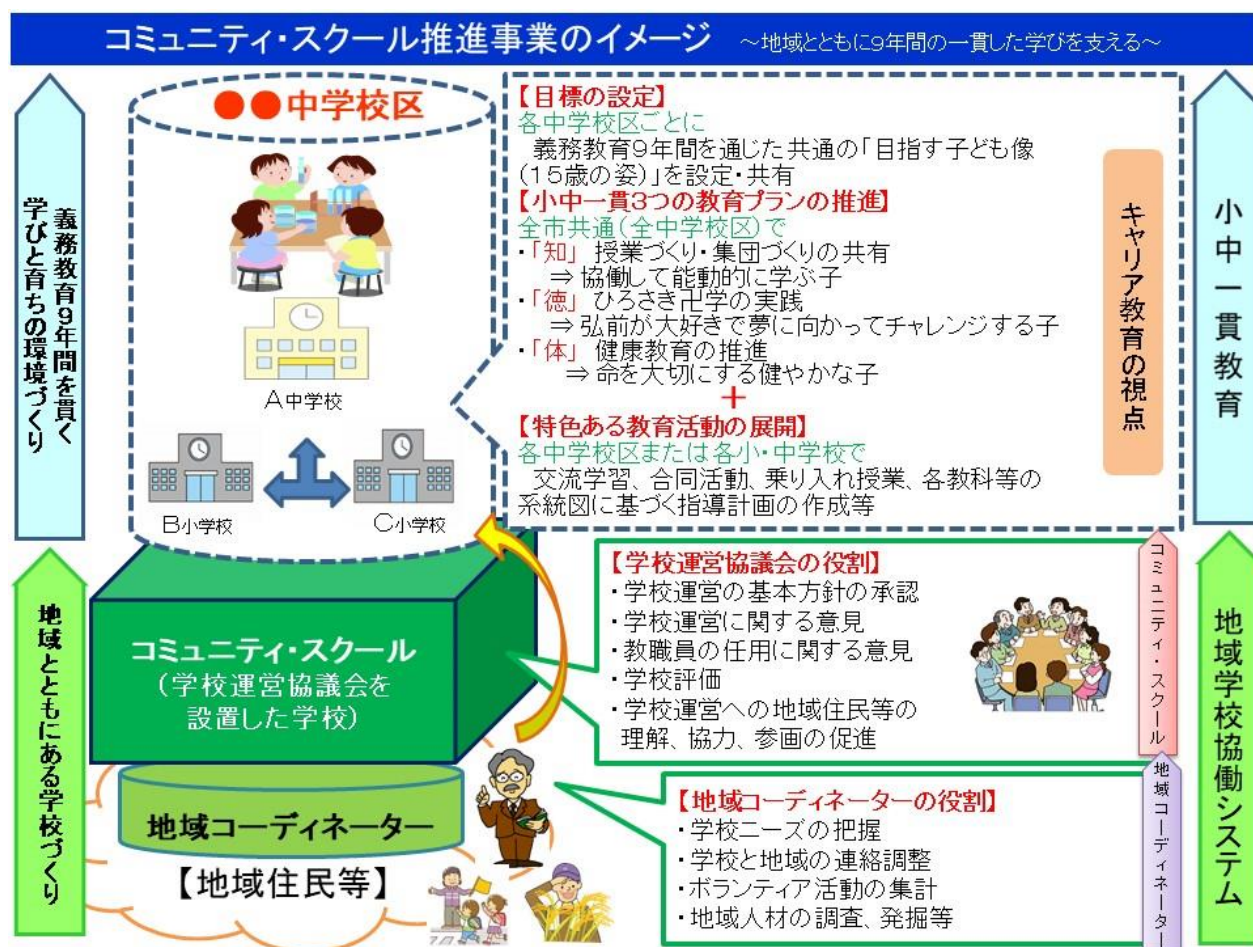 コミュニティ・スクール推進事業のイメージ ～地域とともに9年間の一貫した学びを支える～
義務教育9年間を貫く
学びと育ちの環境づくり
地域とともにある学校づくり
●●中学校区
A中学校
B小学校
C小学校
【目標の設定】
各中学校区ごとに
義務教育9年間を通じた共通の「目指す子ども像
(15歳の姿)」を設定・共有
【小中一貫3つの教育プランの推進】
全市共通(全中学校区)で
・「知」 授業づくり・集団づくりの共有
⇒ 協働して能動的に学ぶ子
・「徳」 ひろさき卍学の実践
⇒ 弘前が大好きで夢に向かってチャレンジする子
・「体」 健康教育の推進
⇒ 命を大切にする健やかな子
＋
【特色ある教育活動の展開】
各中学校区または各小・中学校で
交流学習、合同活動、乗り入れ授業、各教科等の
系統図に基づく指導計画の作成等
キャリア教育の視点
小中一貫教育
コミュニティ・スクール
(学校運営協議会を
設置した学校)
地域コーディネーター
【地域住民等】
【学校運営協議会の役割】
・学校運営の基本方針の承認
・学校運営に関する意見
・教職員の任用に関する意見
・学校評価
・学校運営への地域住民等の
理解、協力、参画の促進
コミュニティ・スクール
【地域コーディネーターの役割】
・学校ニーズの把握
・学校と地域の連絡調整
・ボランティア活動の集計
・地域人材の調査、発掘等
地域コーディネーター
地域学校協働システム